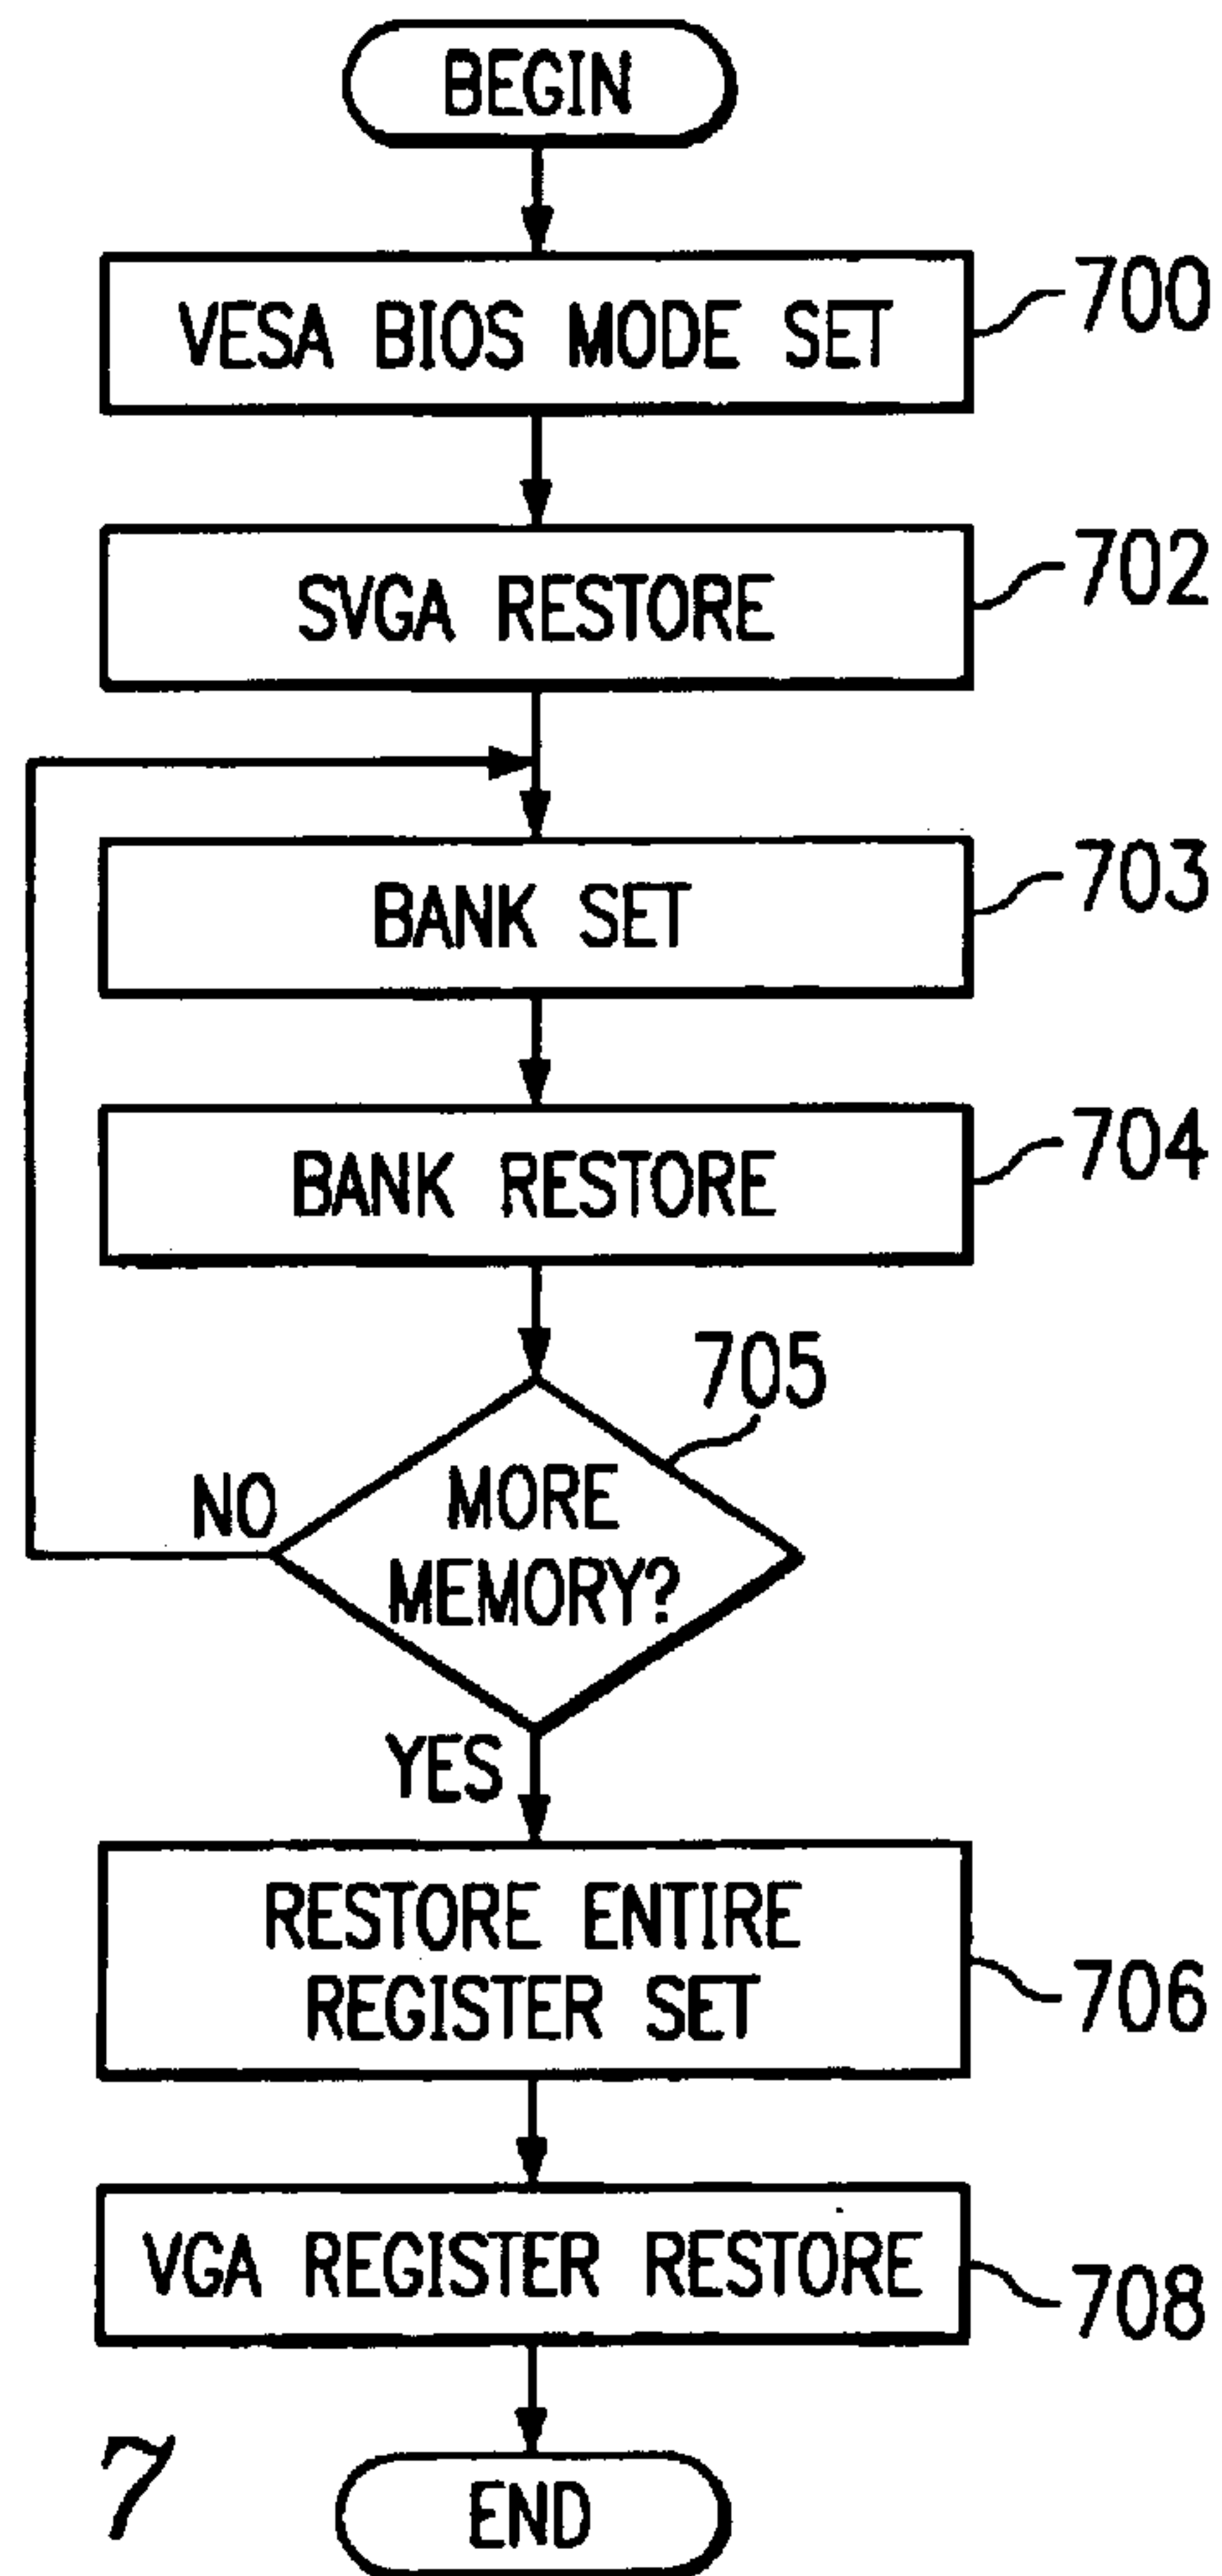 BEGIN
VESA BIOS MODE SET
700
SVGA RESTORE
702
BANK SET
703
BANK RESTORE
704
705
MORE
MEMORY?
NO
YES
RESTORE ENTIRE
REGISTER SET
706
VGA REGISTER RESTORE
708
7
END